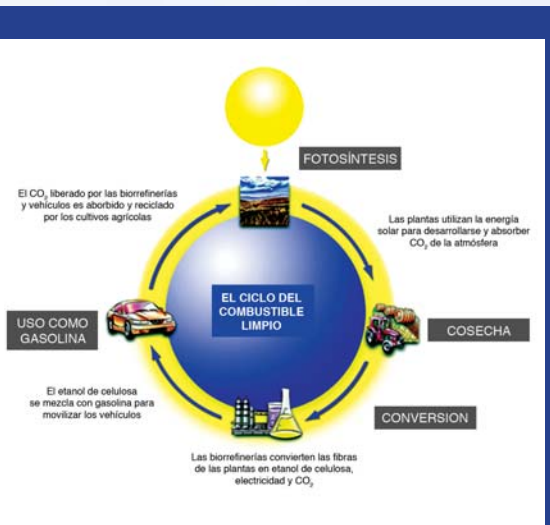 FOTOSÍNTESIS
Las plantas utilizan la energía
solar para desarrollarse y absorber
CO₂ de la atmósfera
COSECHA
CONVERSION
Las biorrefinerías convierten las fibras
de las plantas en etanol de celulosa,
electricidad y CO₂
El etanol de celulosa
se mezcla con gasolina para
movilizar los vehículos
USO COMO
GASOLINA
El CO₂ liberado por las biorrefinerías
y vehículos es aborbido y reciclado
por los cultivos agrícolas
EL CICLO DEL
COMBUSTIBLE
LIMPIO